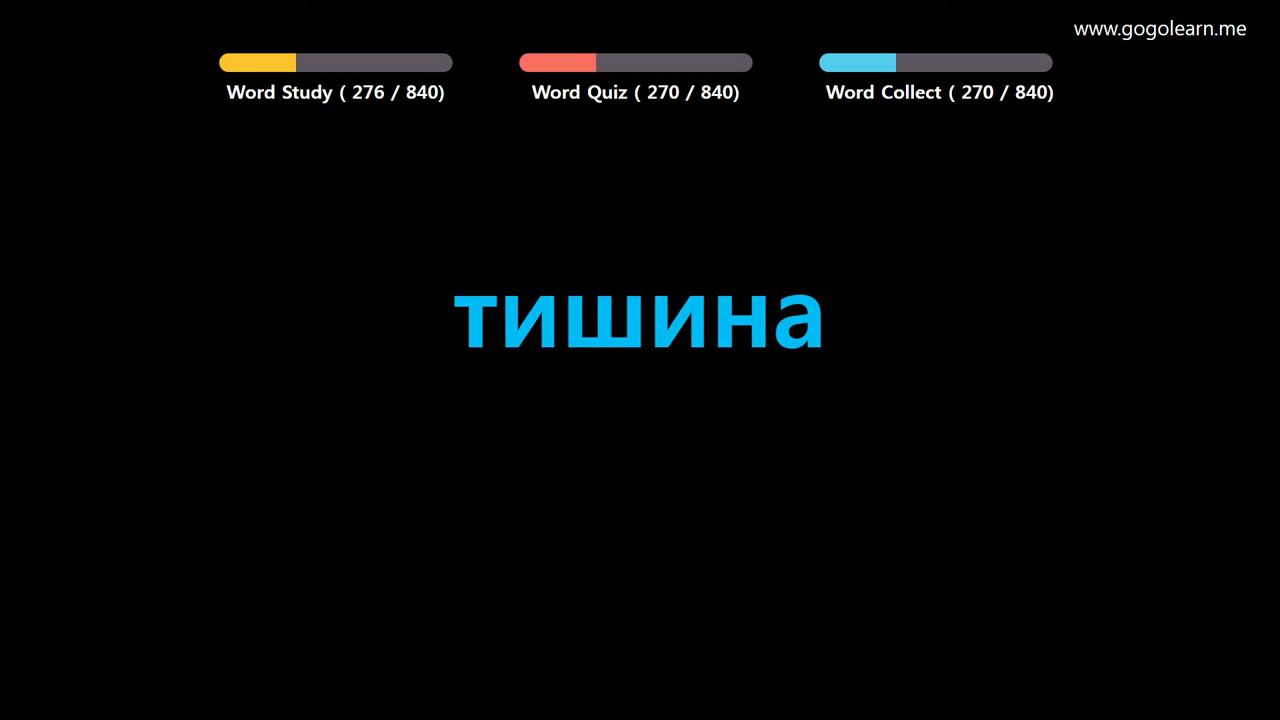 www.gogolearn.me
Word Study ( 276 / 840)
Word Quiz ( 270 / 840)
Word Collect ( 270 / 840)
тишина